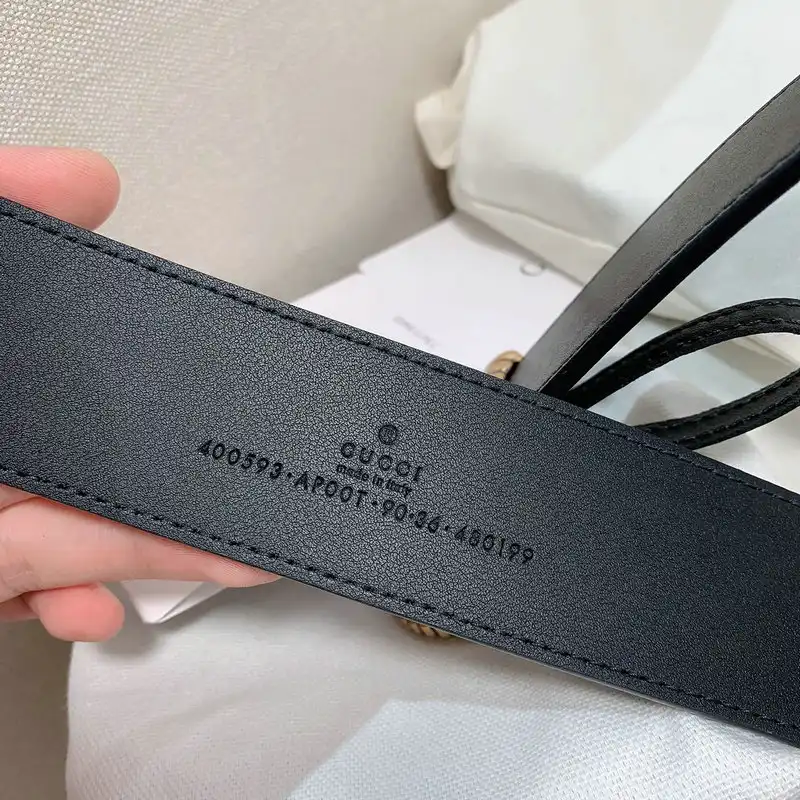 GUCCI
made in italy
400593·AP00T·90·36·480199